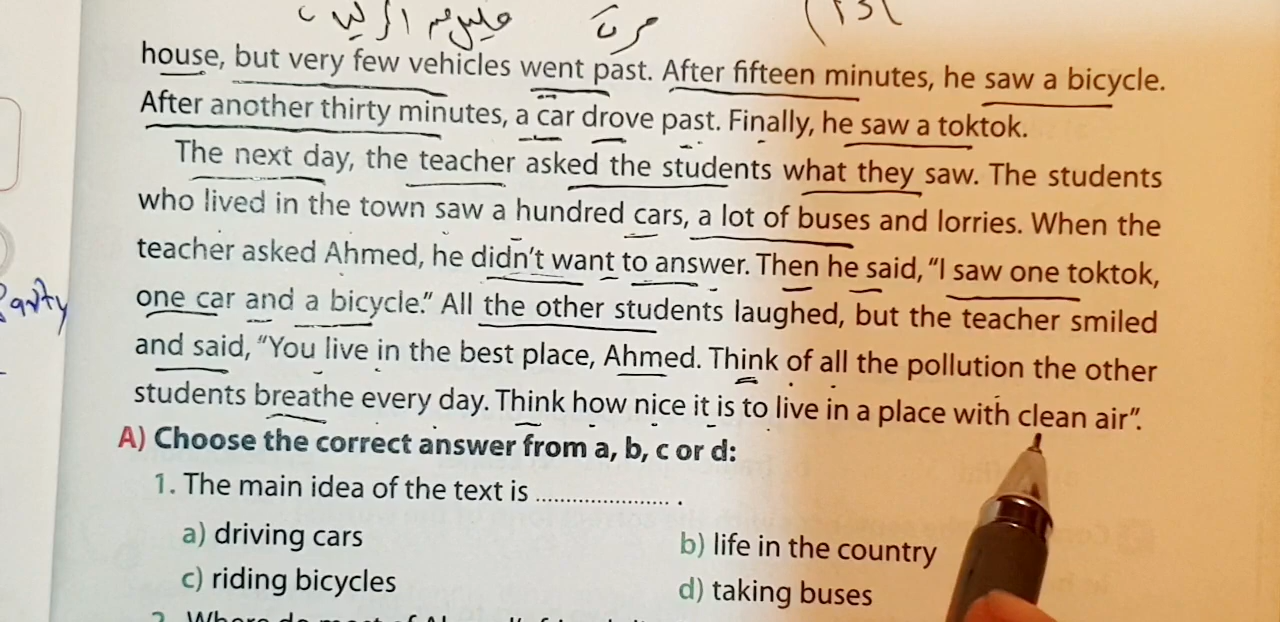 house, but very few vehicles went past. After fifteen minutes, he saw a bicycle.
After another thirty minutes, a car drove past. Finally, he saw a toktok.
The next day, the teacher asked the students what they saw. The students
who lived in the town saw a hundred cars, a lot of buses and lorries. When the
teacher asked Ahmed, he didn't want to answer. Then he said, “I saw one toktok,
one car and a bicycle.” All the other students laughed, but the teacher smiled
and said, “You live in the best place, Ahmed. Think of all the pollution the other
students breathe every day. Think how nice it is to live in a place with clean air”.
A) Choose the correct answer from a, b, c or d:
1. The main idea of the text is ...................... .
a) driving cars
b) life in the country
c) riding bicycles
d) taking buses